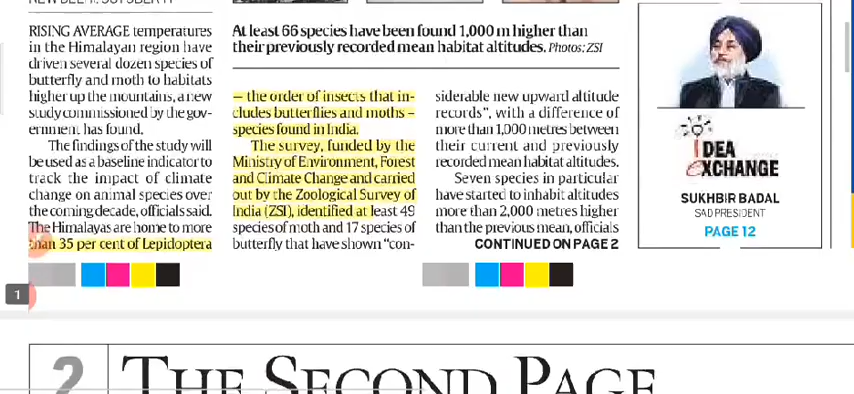 RISING AVERAGE temperatures
in the Himalayan region have
driven several dozen species of
butterfly and moth to habitats
higher up the mountains, a new
study commissioned by the gov-
ernment has found.
The findings of the study will
be used as a baseline indicator to
track the impact of climate
change on animal species over
the coming decade, officials said.
The Himalayas are home to more
than 35 per cent of Lepidoptera
At least 66 species have been found 1,000 m higher than
their previously recorded mean habitat altitudes. Photos: ZSI
— the order of insects that in-
cludes butterflies and moths –
species found in India.
The survey, funded by the
Ministry of Environment, Forest
and Climate Change and carried
out by the Zoological Survey of
India (ZSI), identified at least 49
species of moth and 17 species of
butterfly that have shown “con-
siderable new upward altitude
records”, with a difference of
more than 1,000 metres between
their current and previously
recorded mean habitat altitudes.
Seven species in particular
have started to inhabit altitudes
more than 2,000 metres higher
than the previous mean, officials
CONTINUED ON PAGE 2
IDEA
EXCHANGE
SUKHBIR BADAL
SAD PRESIDENT
PAGE 12
1
2
THE SECOND PAGE